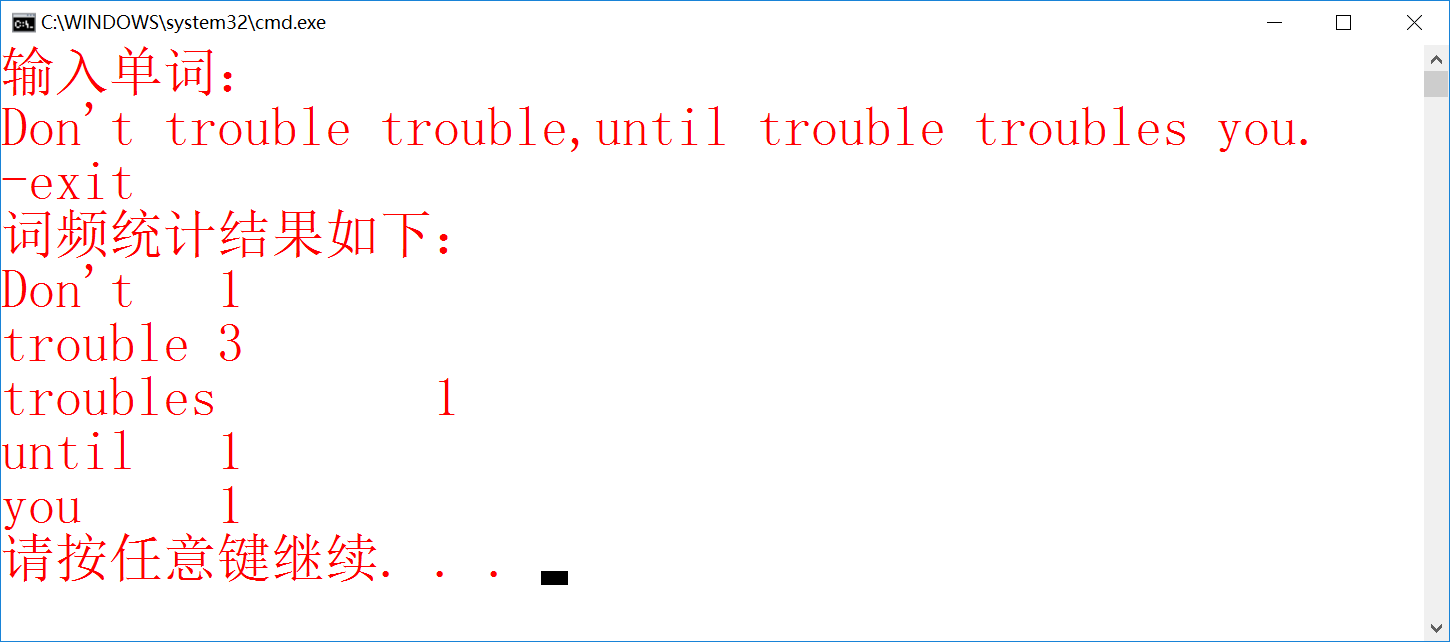 C:\WINDOWS\system32\cmd.exe
输入单词:
Don't trouble trouble,until trouble troubles you.
-exit
词频统计结果如下:
Don't   1
trouble 3
troubles        1
until   1
you     1
请按任意键继续. . .